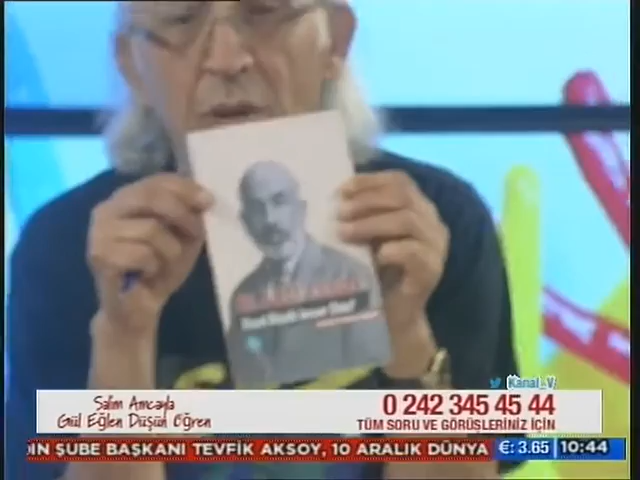 Kanal_V
Salim Amcayla
Gül Eğlen Düşün Öğren
0 242 345 45 44
TÜM SORU VE GÖRÜŞLERİNİZ İÇİN
İN ŞUBE BAŞKANI TEVFİK AKSOY, 10 ARALIK DÜNYA
€: 3.65
10:44